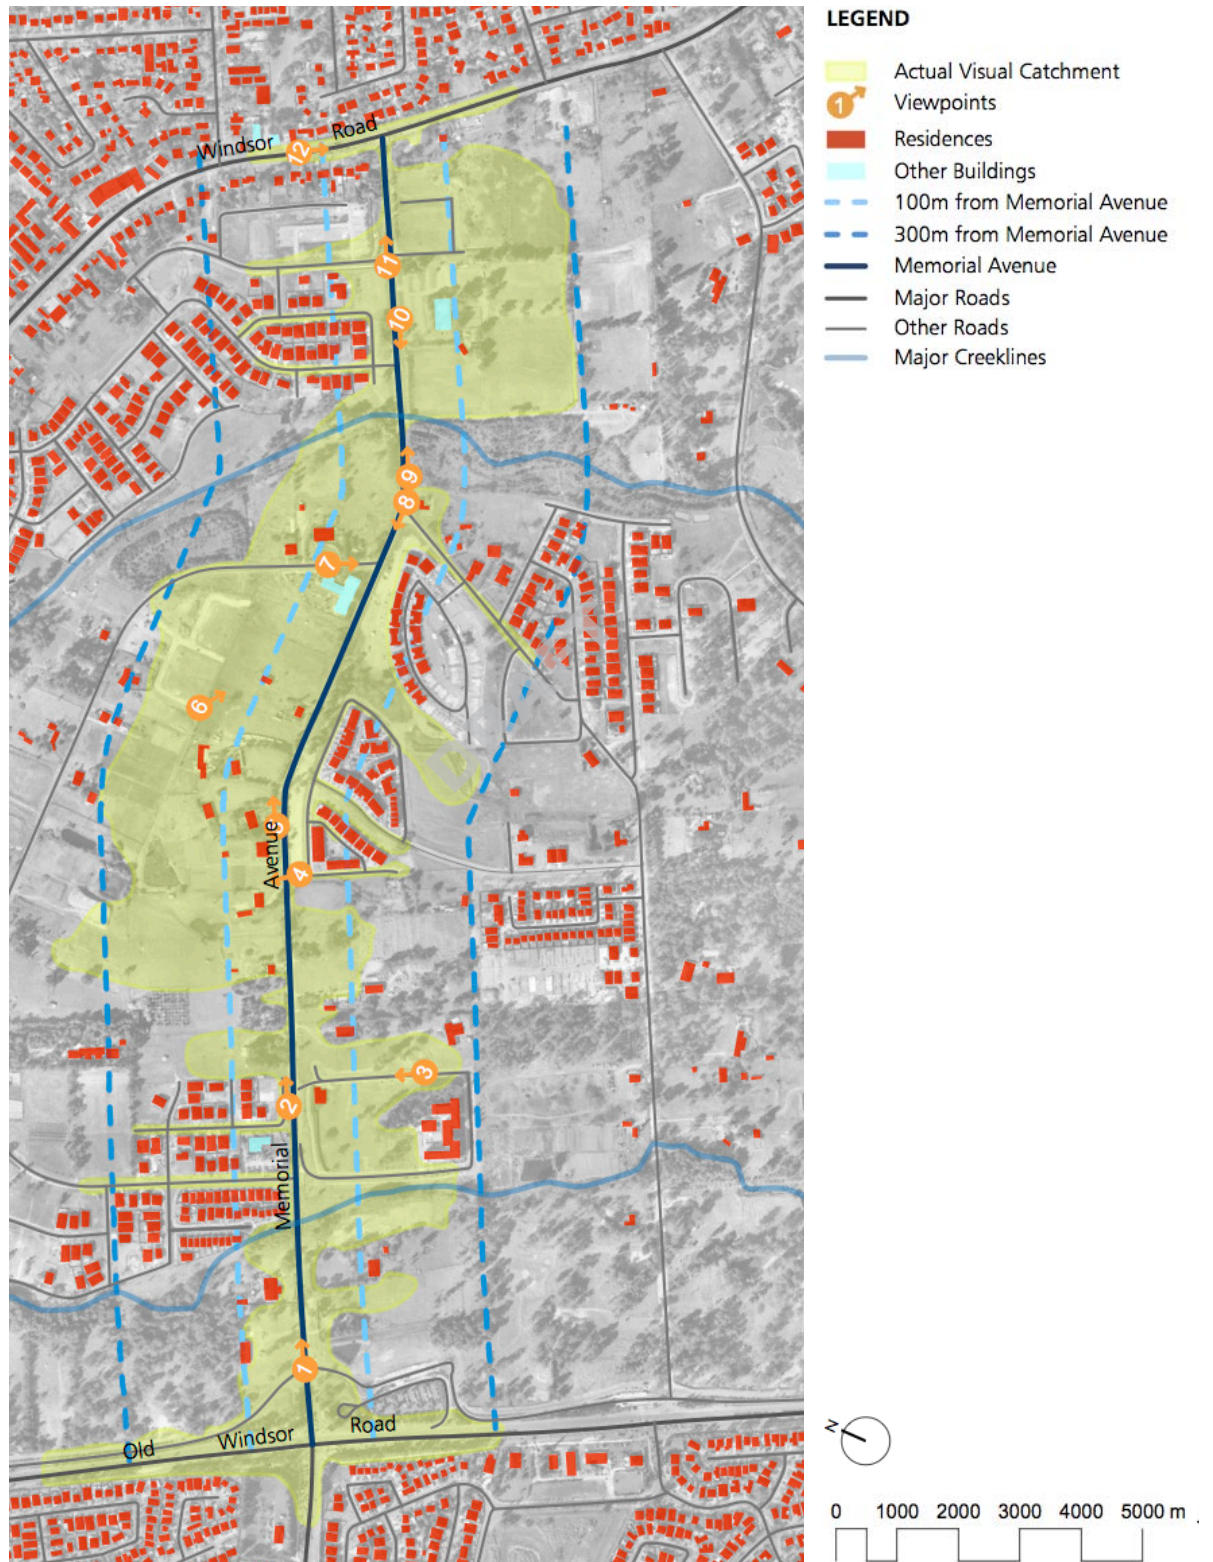 LEGEND
Actual Visual Catchment
1 Viewpoints
Residences
Other Buildings
100m from Memorial Avenue
300m from Memorial Avenue
Memorial Avenue
Major Roads
Other Roads
Major Creeklines
Windsor Road
12
11
10
9
8
7
6
5
Avenue
4
3
2
Memorial
1
Old Windsor Road
N
0 1000 2000 3000 4000 5000 m